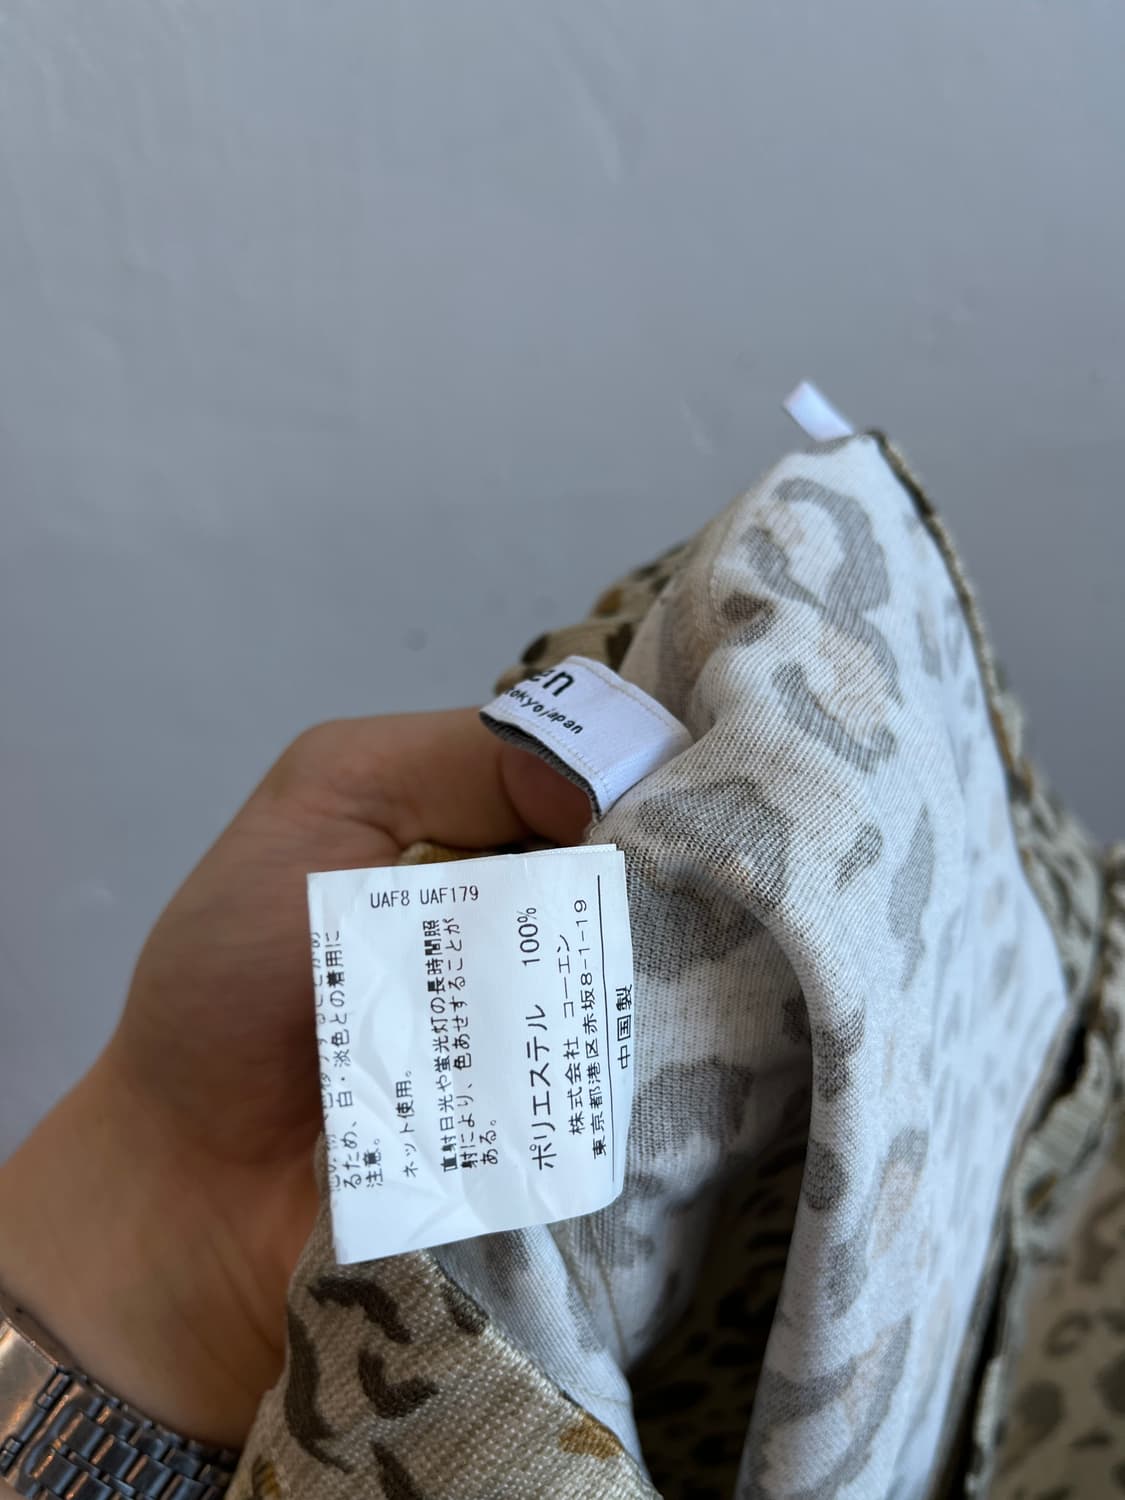 en
tokyo japan
UAF8 UAF179
るため、白・淡色との着用に
注意。
ネット使用。
直射日光や蛍光灯の長時間照
射により、色あせすることが
ある。
ポリエステル 100%
株式会社 コーエン
東京都港区赤坂8-1-19
中国製